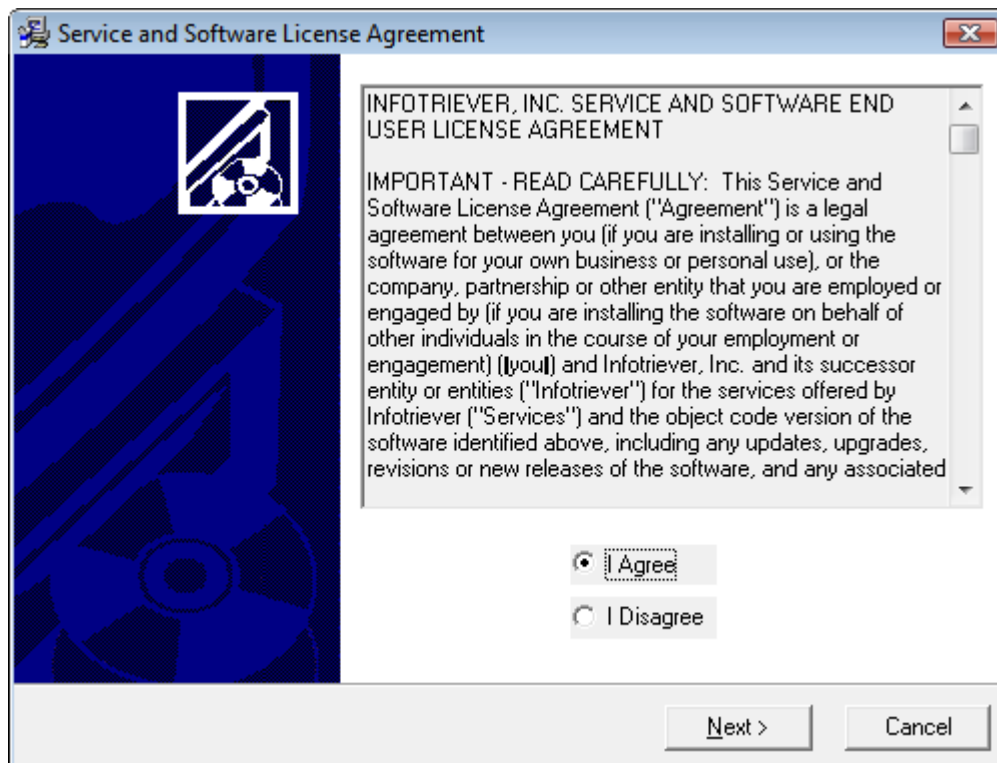 Service and Software License Agreement
INFOTRIEVER, INC. SERVICE AND SOFTWARE END
USER LICENSE AGREEMENT
IMPORTANT - READ CAREFULLY:  This Service and
Software License Agreement ("Agreement") is a legal
agreement between you (if you are installing or using the
software for your own business or personal use), or the
company, partnership or other entity that you are employed or
engaged by (if you are installing the software on behalf of
other individuals in the course of your employment or
engagement) (▌you▌) and Infotriever, Inc. and its successor
entity or entities ("Infotriever") for the services offered by
Infotriever ("Services") and the object code version of the
software identified above, including any updates, upgrades,
revisions or new releases of the software, and any associated
I Agree
I Disagree
Next >
Cancel